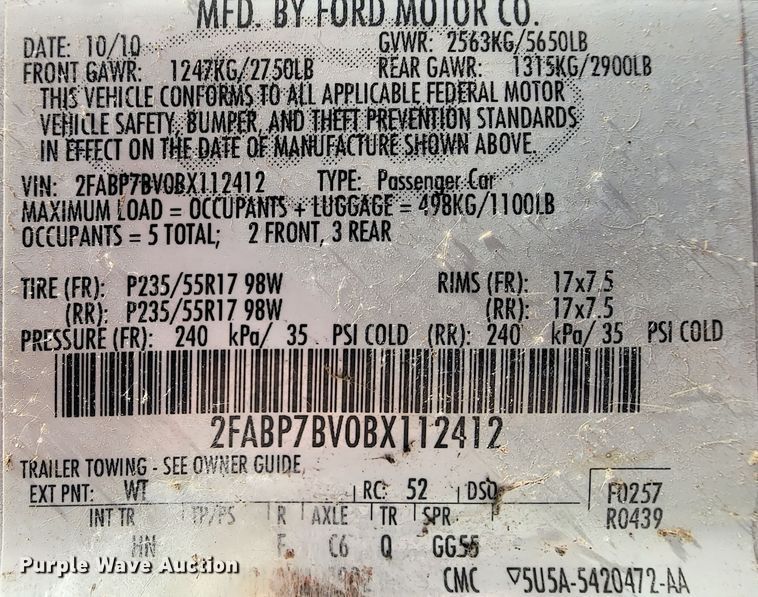 MFD. BY FORD MOTOR CO.
DATE: 10/10 GVWR: 2563KG/5650LB
FRONT GAWR: 1247KG/2750LB REAR GAWR: 1315KG/2900LB
THIS VEHICLE CONFORMS TO ALL APPLICABLE FEDERAL MOTOR
VEHICLE SAFETY, BUMPER, AND THEFT PREVENTION STANDARDS
IN EFFECT ON THE DATE OF MANUFACTURE SHOWN ABOVE.
VIN: 2FABP7BV0BX112412 TYPE: Passenger Car
MAXIMUM LOAD = OCCUPANTS + LUGGAGE = 498KG/1100LB
OCCUPANTS = 5 TOTAL; 2 FRONT, 3 REAR
TIRE (FR): P235/55R17 98W RIMS (FR): 17x7.5
(RR): P235/55R17 98W (RR): 17x7.5
PRESSURE (FR): 240 kPa/ 35 PSI COLD (RR): 240 kPa/ 35 PSI COLD
2FABP7BV0BX112412
TRAILER TOWING - SEE OWNER GUIDE
EXT PNT: WT RC: 52 DSO F0257
INT TR TP/PS R AXLE TR SPR R0439
HN F C6 Q GG55
CMC ▽5U5A-5420472-AA
Purple Wave Auction